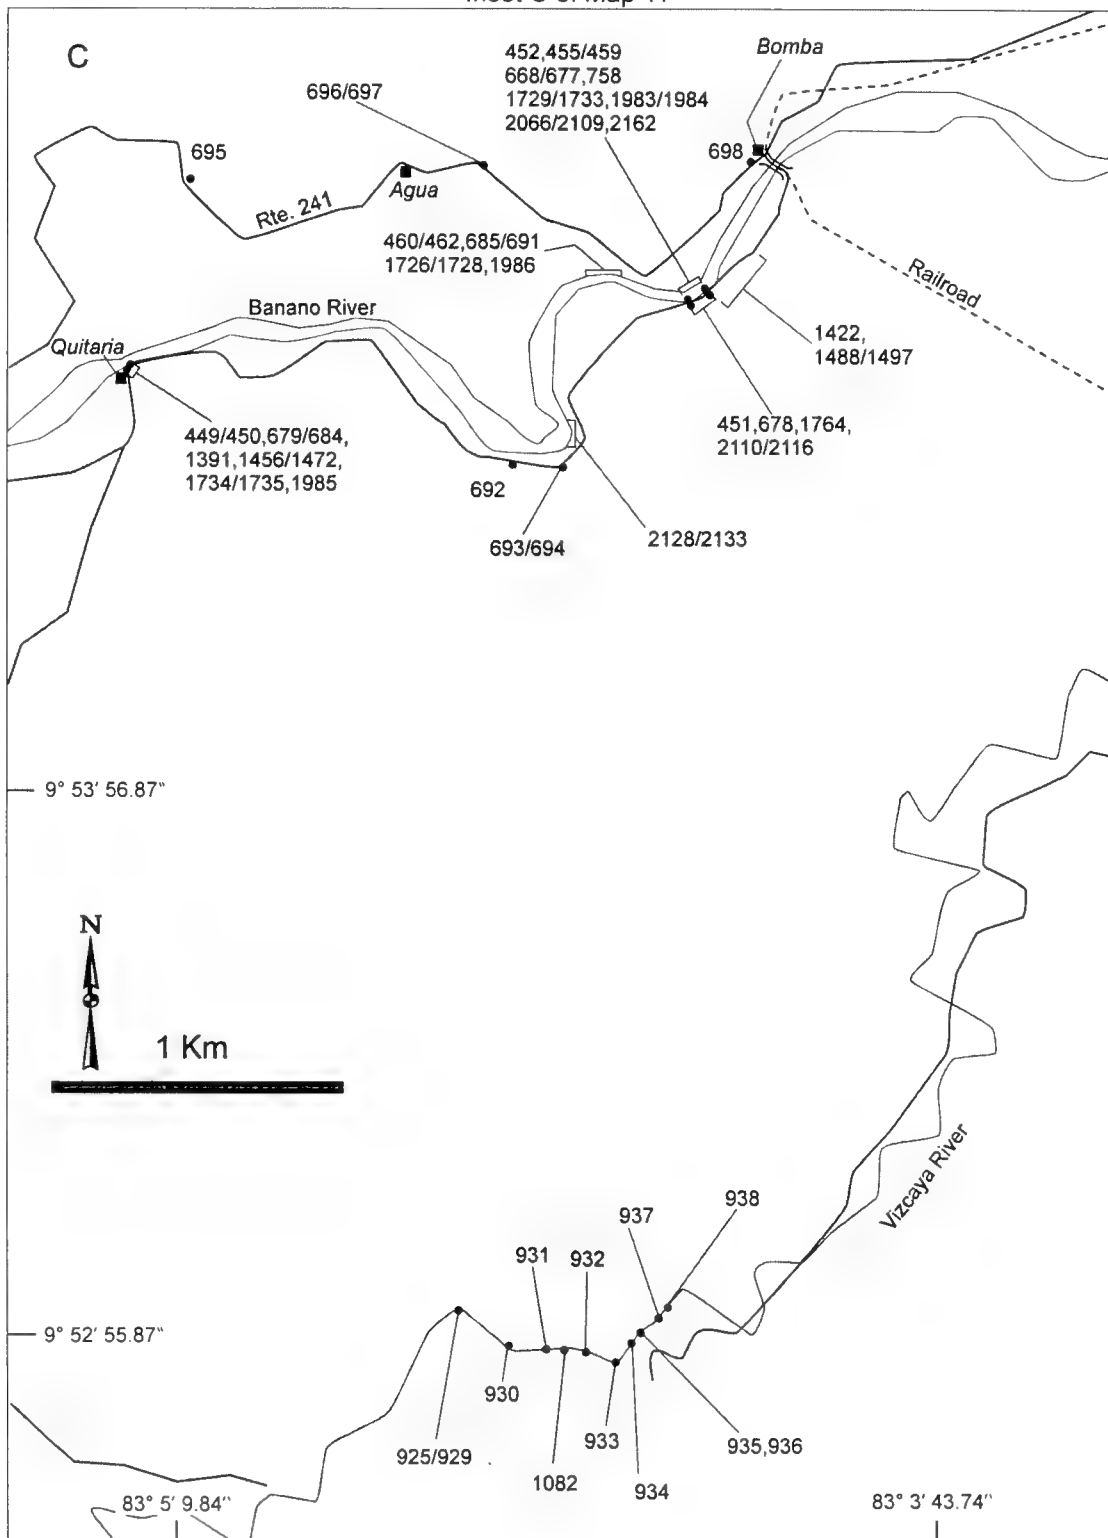 C
452,455/459
668/677,758
1729/1733,1983/1984
2066/2109,2162
Bomba
696/697
695
698
Agua
Rte. 241
460/462,685/691
1726/1728,1986
Railroad
Banano River
Quitaria
1422,
1488/1497
449/450,679/684,
1391,1456/1472,
1734/1735,1985
451,678,1764,
2110/2116
692
693/694
2128/2133
9° 53' 56.87"
N
1 Km
Vizcaya River
938
937
931
932
9° 52' 55.87"
930
933
925/929
935,936
1082
934
83° 5' 9.84"
83° 3' 43.74"